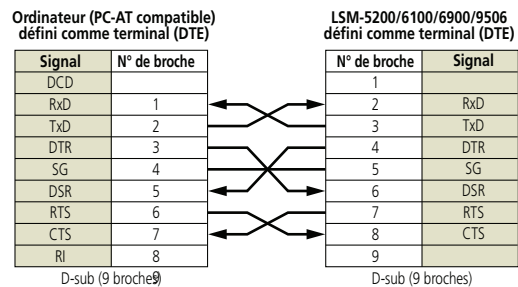 Ordinateur (PC-AT compatible) défini comme terminal (DTE)
LSM-5200/6100/6900/9506 défini comme terminal (DTE)
Signal N° de broche
N° de broche Signal
DCD 1
RxD 1 2 RxD
TxD 2 3 TxD
DTR 3 4 DTR
SG 4 5 SG
DSR 5 6 DSR
RTS 6 7 RTS
CTS 7 8 CTS
RI 8 9
9
D-sub (9 broches)
D-sub (9 broches)